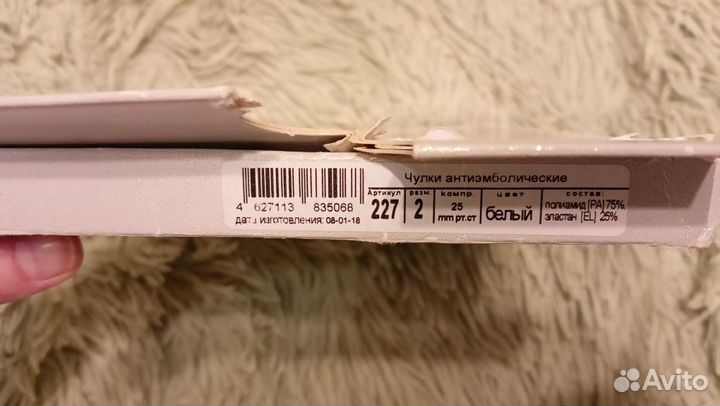 Чулки антиэмболические
4 627113 835068
дата изготовления: 08-01-18
Артикул разм. компр. цвет состав:
227 2 25 mm рт.ст белый полиамид [PA] 75%, эластан [EL] 25%
Avito